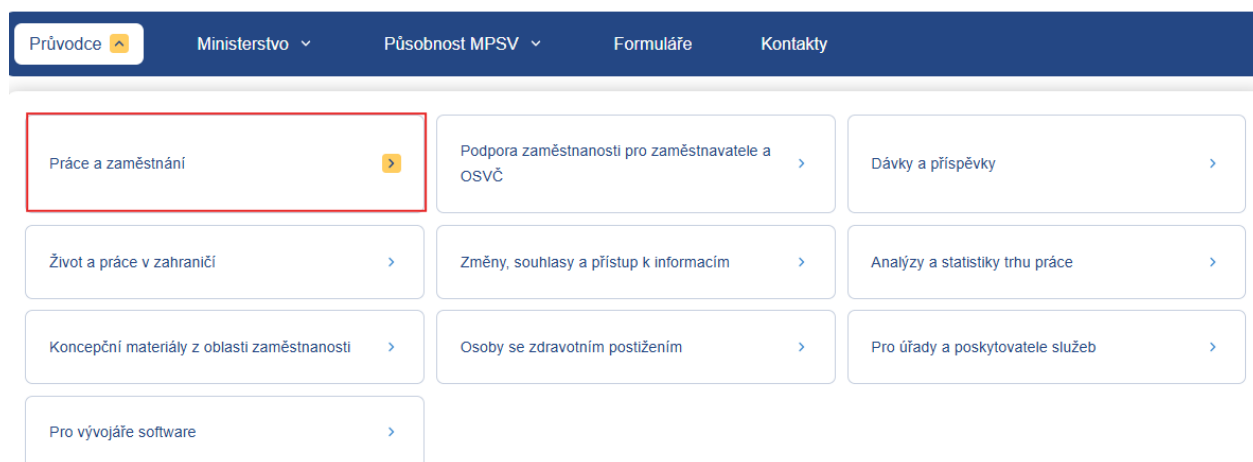 Průvodce Ministerstvo Působnost MPSV Formuláře Kontakty
Práce a zaměstnání
Podpora zaměstnanosti pro zaměstnavatele a
OSVČ
Dávky a příspěvky
Život a práce v zahraničí
Změny, souhlasy a přístup k informacím
Analýzy a statistiky trhu práce
Koncepční materiály z oblasti zaměstnanosti
Osoby se zdravotním postižením
Pro úřady a poskytovatele služeb
Pro vývojáře software